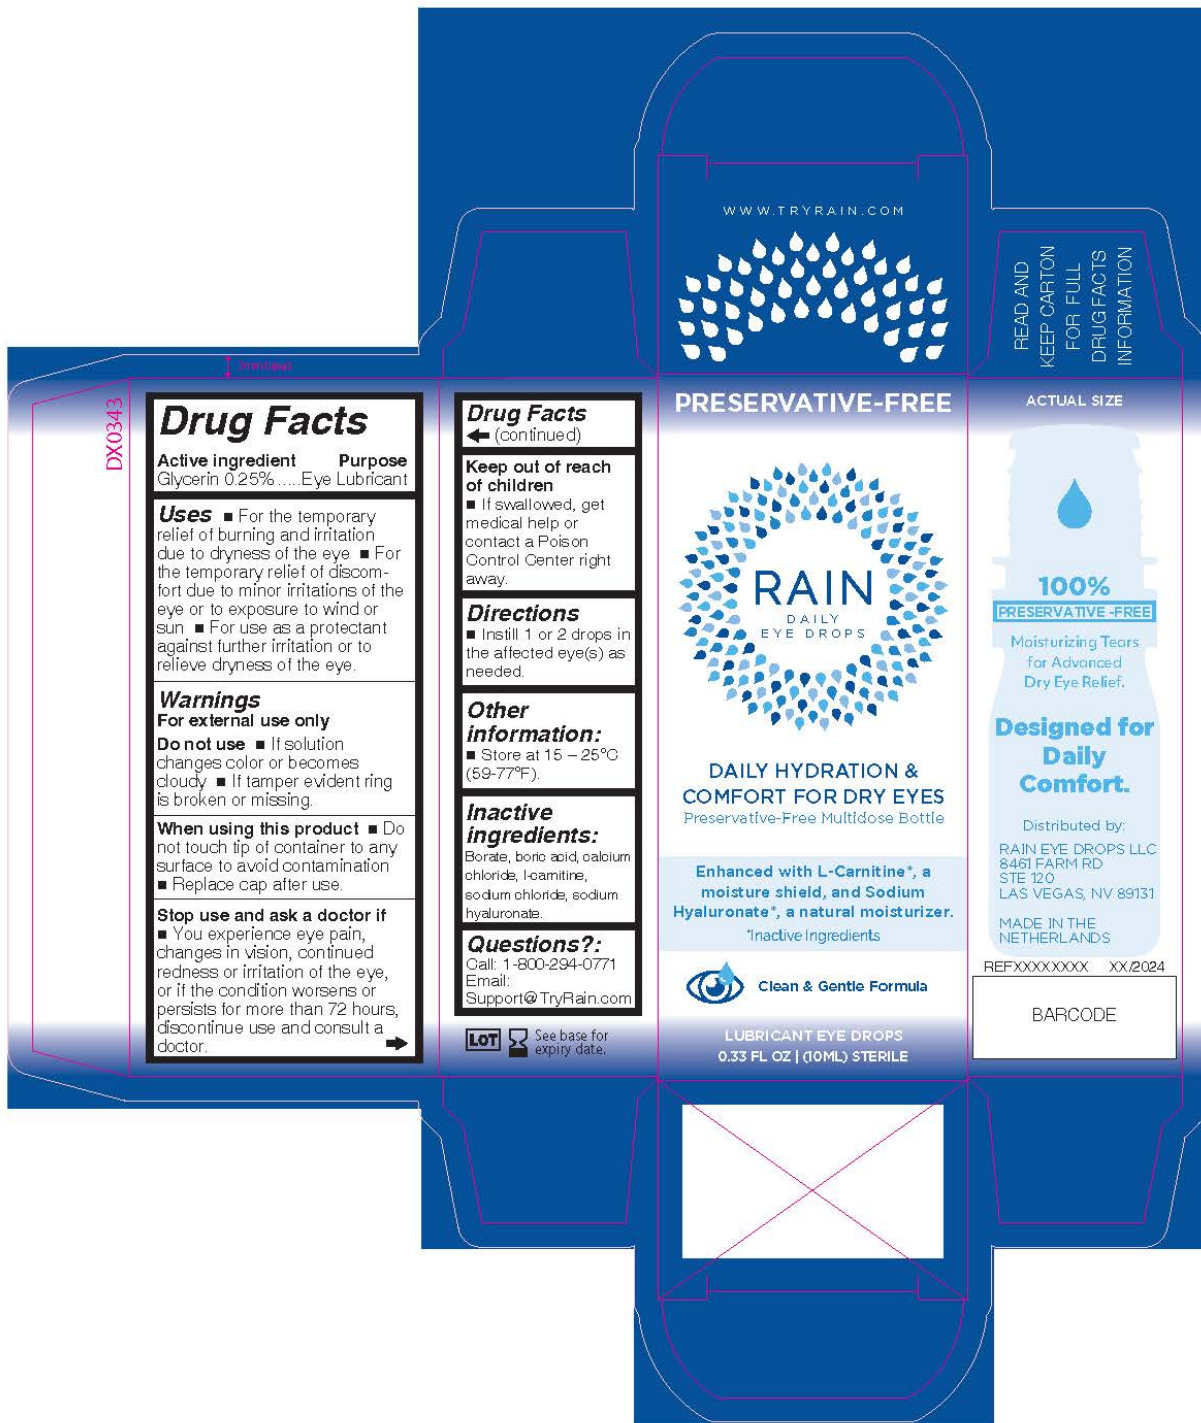 WWW.TRYRAIN.COM
READ AND
KEEP CARTON
FOR FULL
DRUG FACTS
INFORMATION
DX0343
Drug Facts
Active ingredient Purpose
Glycerin 0.25% .....Eye Lubricant
Uses ■ For the temporary
relief of burning and irritation
due to dryness of the eye ■ For
the temporary relief of discom-
fort due to minor irritations of the
eye or to exposure to wind or
sun ■ For use as a protectant
against further irritation or to
relieve dryness of the eye.
Warnings
For external use only
Do not use ■ If solution
changes color or becomes
cloudy ■ If tamper evident ring
is broken or missing.
When using this product ■ Do
not touch tip of container to any
surface to avoid contamination
■ Replace cap after use.
Stop use and ask a doctor if
■ You experience eye pain,
changes in vision, continued
redness or irritation of the eye,
or if the condition worsens or
persists for more than 72 hours,
discontinue use and consult a
doctor.
Drug Facts
(continued)
Keep out of reach
of children
■ If swallowed, get
medical help or
contact a Poison
Control Center right
away.
Directions
■ Instill 1 or 2 drops in
the affected eye(s) as
needed.
Other
information:
■ Store at 15 – 25ºC
(59-77ºF).
Inactive
ingredients:
Borate, boric acid, calcium
chloride, l-carnitine,
sodium chloride, sodium
hyaluronate.
Questions?:
Call: 1-800-294-0771
Email:
Support@TryRain.com
LOT
See base for
expiry date.
PRESERVATIVE-FREE
RAIN
DAILY
EYE DROPS
DAILY HYDRATION &
COMFORT FOR DRY EYES
Preservative-Free Multidose Bottle
Enhanced with L-Carnitine*, a
moisture shield, and Sodium
Hyaluronate*, a natural moisturizer.
*Inactive Ingredients
Clean & Gentle Formula
LUBRICANT EYE DROPS
0.33 FL OZ | (10ML) STERILE
ACTUAL SIZE
100%
PRESERVATIVE -FREE
Moisturizing Tears
for Advanced
Dry Eye Relief.
Designed for
Daily
Comfort.
Distributed by:
RAIN EYE DROPS LLC
8461 FARM RD
STE 120
LAS VEGAS, NV 89131
MADE IN THE
NETHERLANDS
REFXXXXXXXX XX/2024
BARCODE